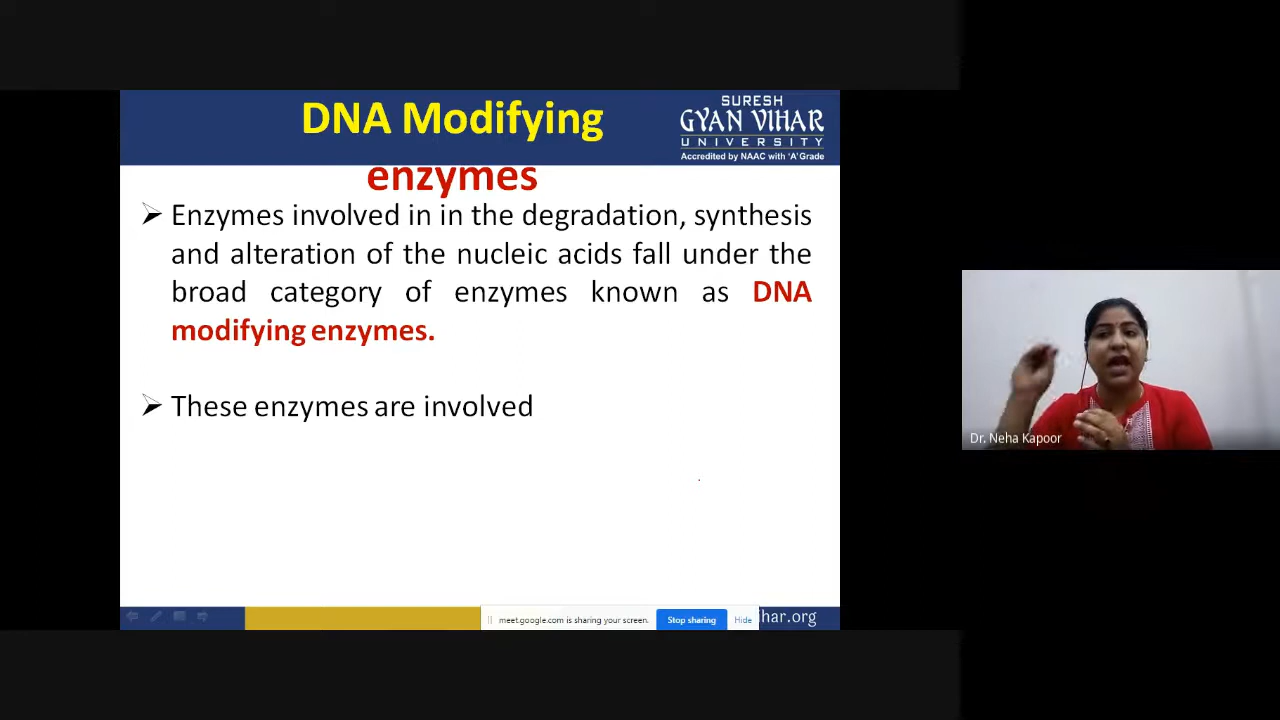 DNA Modifying
enzymes
SURESH
GYAN VIHAR
UNIVERSITY
Accredited by NAAC with 'A' Grade
➢ Enzymes involved in in the degradation, synthesis
and alteration of the nucleic acids fall under the
broad category of enzymes known as DNA
modifying enzymes.
➢ These enzymes are involved
Dr. Neha Kapoor
meet.google.com is sharing your screen.
Stop sharing
Hide
ihar.org